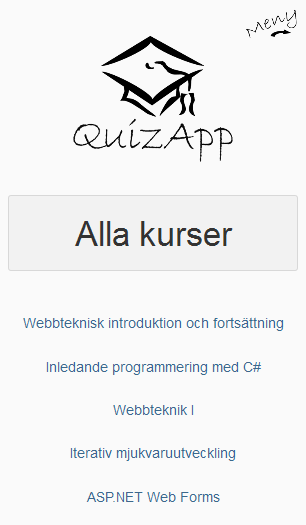 Meny
QuizApp
Alla kurser
Webbteknisk introduktion och fortsättning
Inledande programmering med C#
Webbteknik I
Iterativ mjukvaruutveckling
ASP.NET Web Forms